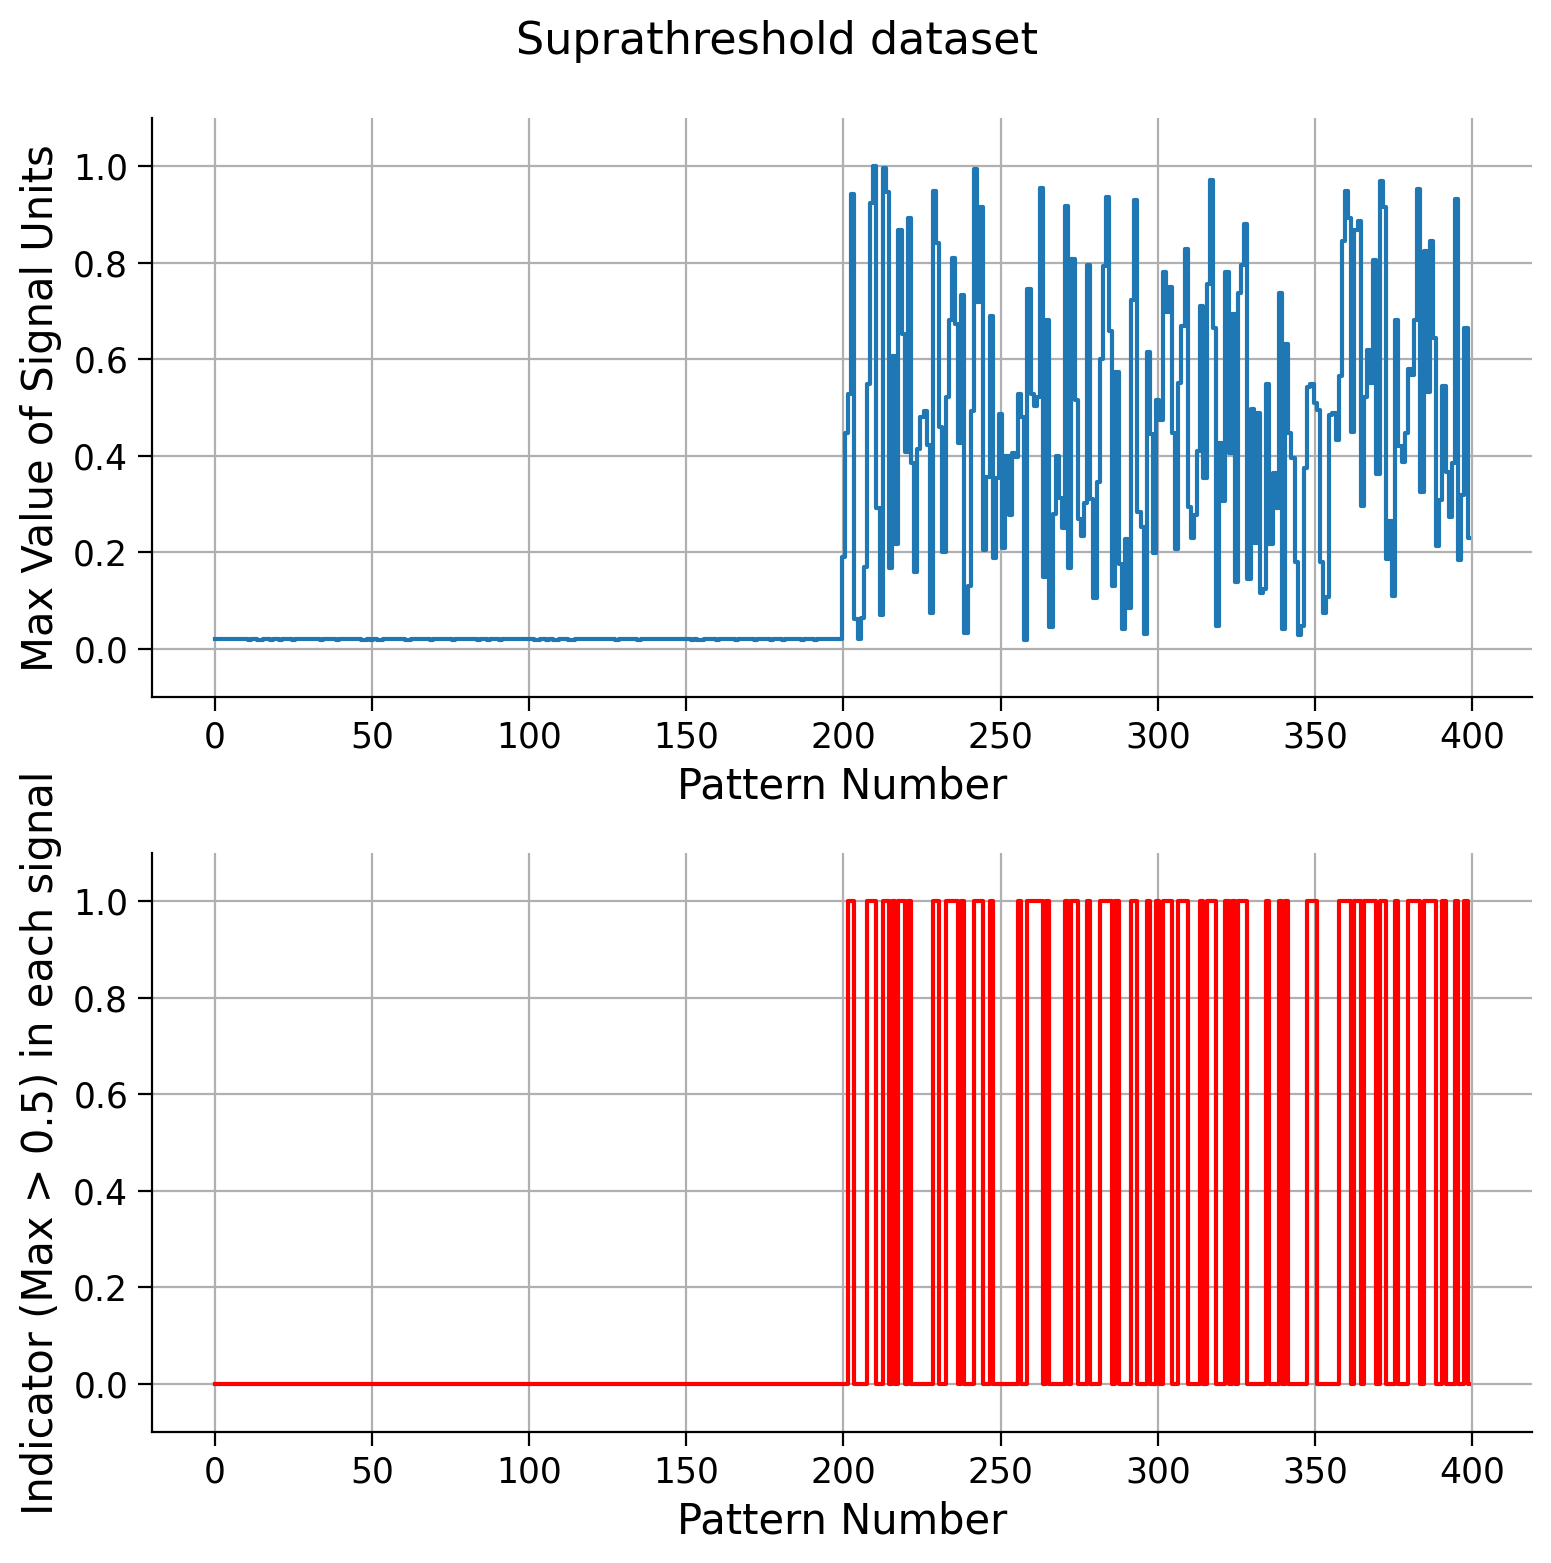 Suprathreshold dataset
Max Value of Signal Units
1.0
0.8
0.6
0.4
0.2
0.0
0 50 100 150 200 250 300 350 400
Pattern Number
Indicator (Max > 0.5) in each signal
1.0
0.8
0.6
0.4
0.2
0.0
0 50 100 150 200 250 300 350 400
Pattern Number